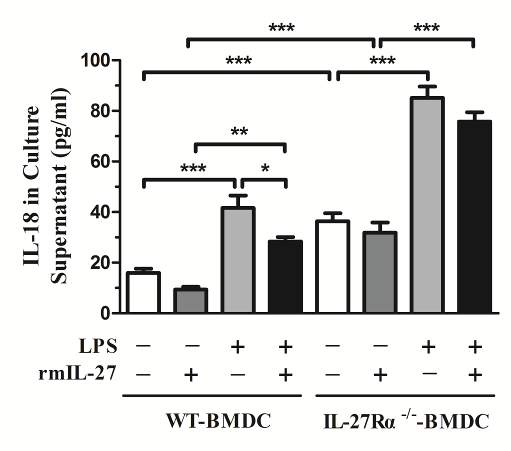 *** ***
*** ***
**
*** *
IL-18 in Culture
Supernatant (pg/ml)
100
80
60
40
20
0
LPS − − + + − − + +
rmIL-27 − + − + − + − +
WT-BMDC IL-27Rα -/- -BMDC